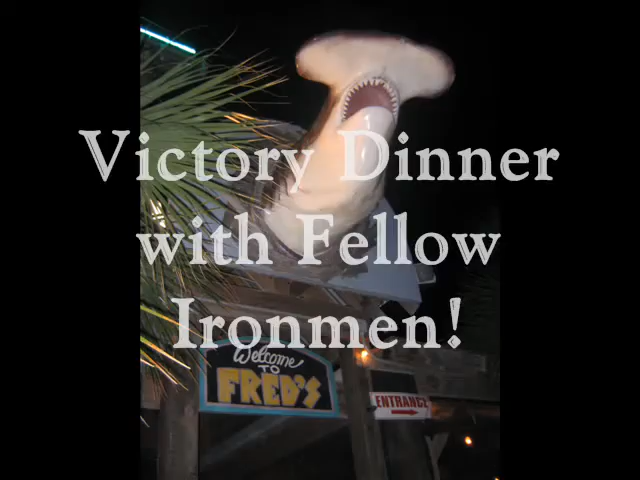 Victory Dinner
with Fellow
Ironmen!
Welcome
TO
FRED'S
ENTRANCE